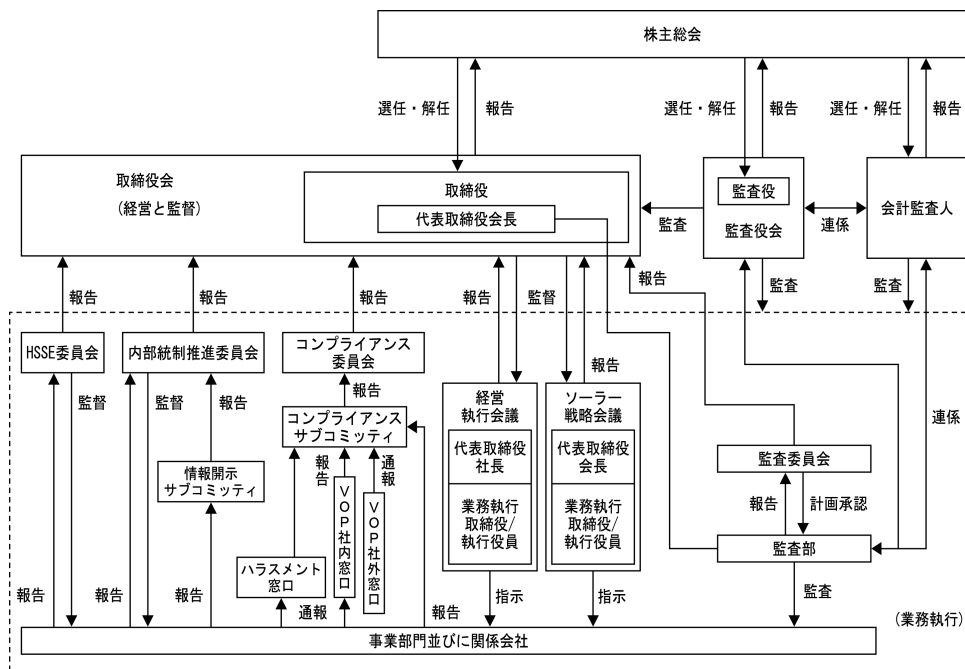 株主総会
選任・解任
報告
選任・解任
報告
選任・解任
報告
取締役会
（経営と監督）
取締役
代表取締役会長
監査
監査役
監査役会
連係
会計監査人
報告
報告
報告
報告
監督
報告
監査
監査
HSSE委員会
内部統制推進委員会
コンプライアンス
委員会
報告
監督
監督
報告
報告
経営
執行会議
代表取締役
社長
業務執行
取締役/
執行役員
ソーラー
戦略会議
代表取締役
会長
業務執行
取締役/
執行役員
連係
コンプライアンス
サブコミッティ
情報開示
サブコミッティ
報告
通報
VOP社内窓口
VOP社外窓口
監査委員会
報告
計画承認
監査部
ハラスメント
窓口
報告
報告
報告
通報
報告
指示
指示
監査
（業務執行）
事業部門並びに関係会社